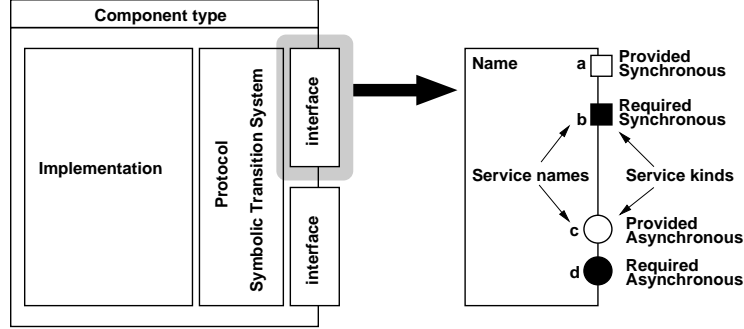 Component type
Implementation
Protocol
Symbolic Transition System
interface
interface
Name
a
Provided
Synchronous
b
Required
Synchronous
Service names
Service kinds
c
Provided
Asynchronous
d
Required
Asynchronous